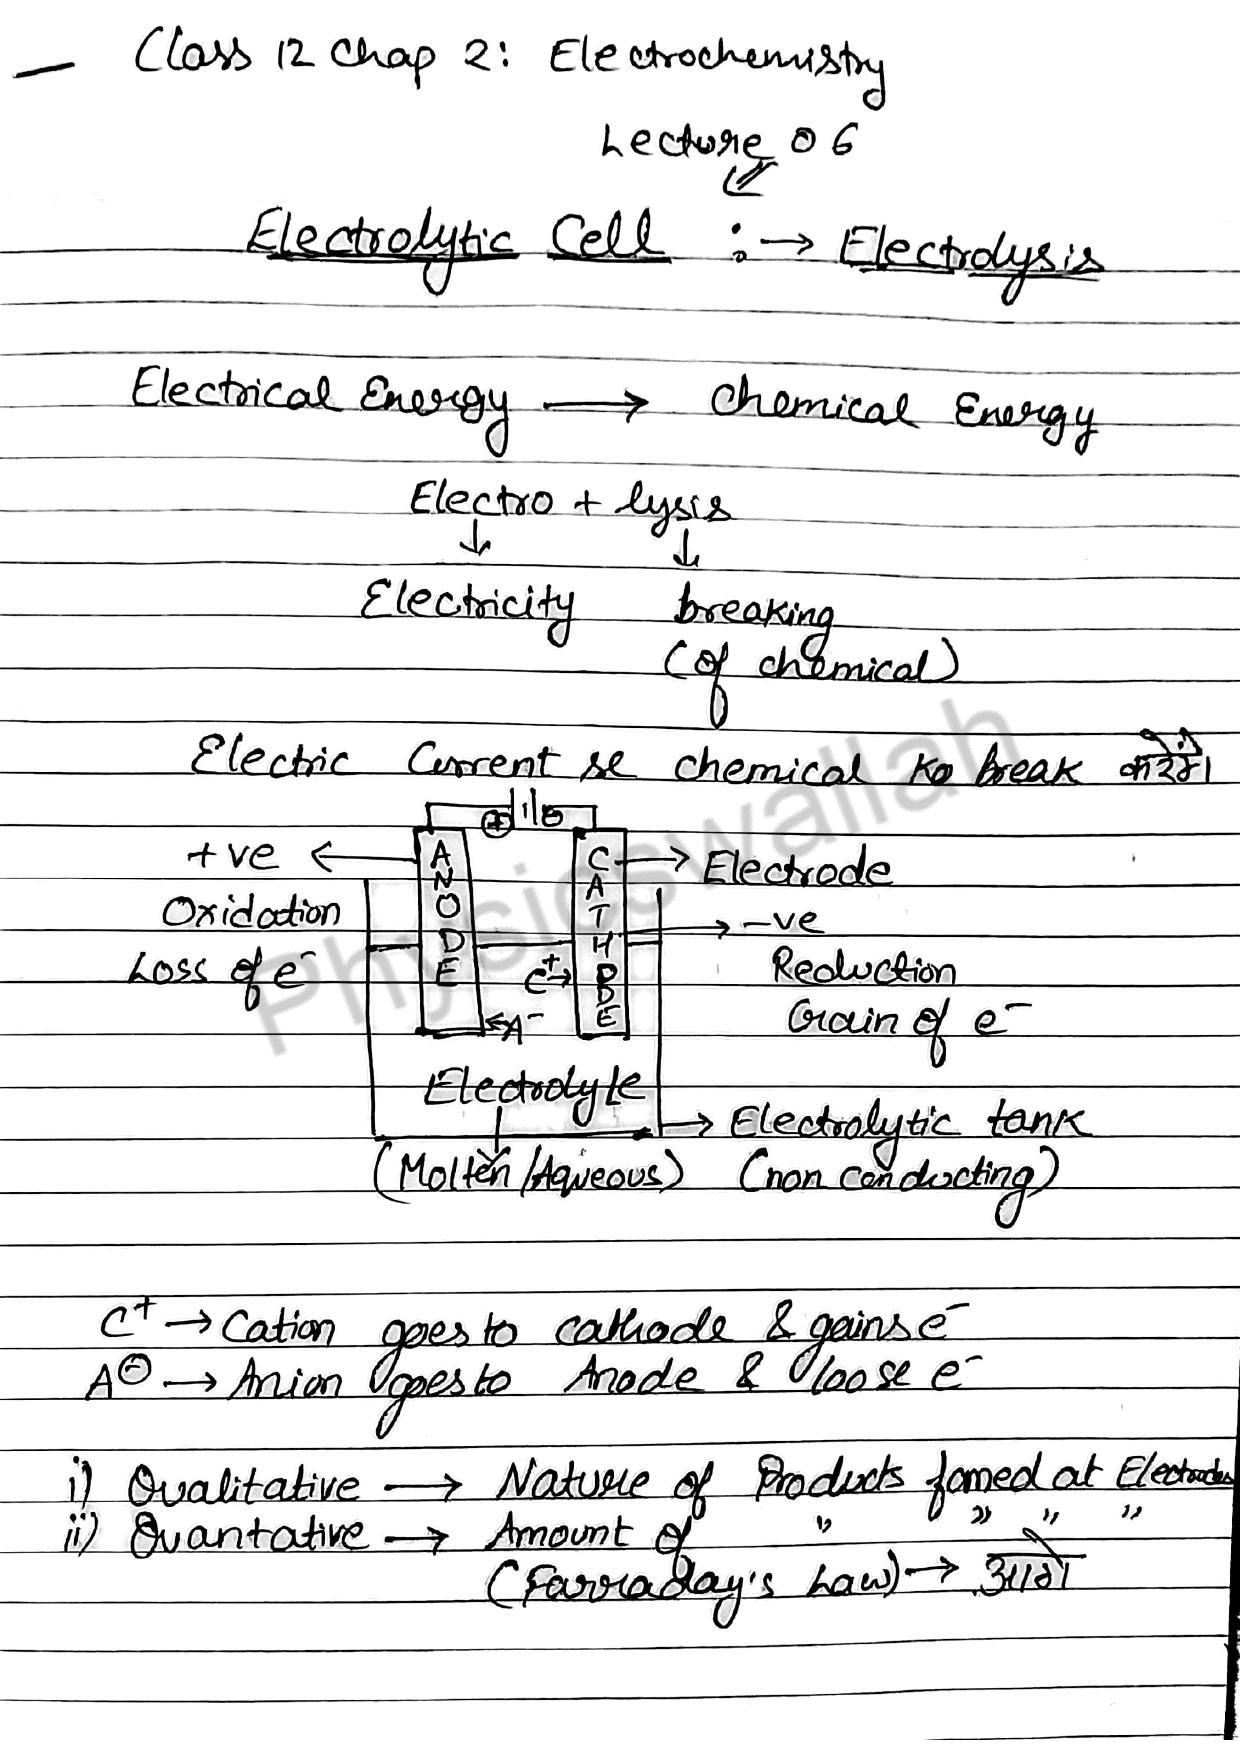 Class 12 Chap 2: Electrochemistry
Lecture 06
Electrolytic Cell :→ Electrolysis
Electrical Energy → Chemical Energy
Electro + lysis
↓ ↓
Electricity breaking
(of chemical)
Electric Current se chemical ko break करेंगे।
⊕ ⊖
+ve ← ANODE CATHODE → Electrode
Oxidation → -ve
Loss of e⁻ C⁺→ Reduction
←A⁻ Gain of e⁻
Electrolyte
→ Electrolytic tank
(Molten/Aqueous) (non conducting)
C⁺ → Cation goes to cathode & gains e⁻
A⊖ → Anion goes to Anode & loose e⁻
i) Qualitative → Nature of Products fomed at Electrodes
ii) Quantative → Amount of " " " "
(Farraday's Law) → आगे
Physicswallah